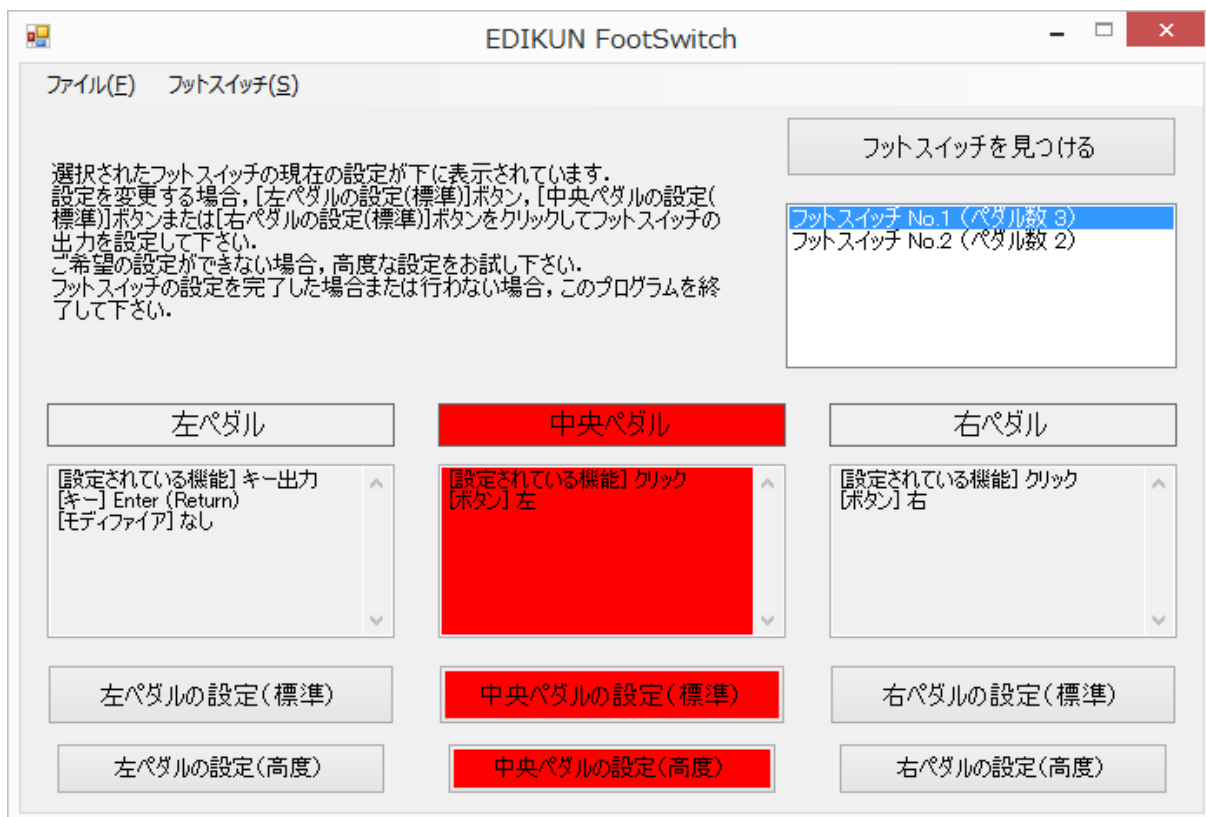 EDIKUN FootSwitch
ファイル(F) フットスイッチ(S)
フットスイッチを見つける
選択されたフットスイッチの現在の設定が下に表示されています.
設定を変更する場合, [左ペダルの設定(標準)]ボタン, [中央ペダルの設定(
標準)]ボタンまたは[右ペダルの設定(標準)]ボタンをクリックしてフットスイッチの
出力を設定して下さい.
ご希望の設定ができない場合, 高度な設定をお試し下さい.
フットスイッチの設定を完了した場合または行わない場合, このプログラムを終
了して下さい.
フットスイッチ No.1 (ペダル数 3)
フットスイッチ No.2 (ペダル数 2)
左ペダル
[設定されている機能] キー出力
[キー] Enter (Return)
[モディファイア] なし
左ペダルの設定(標準)
左ペダルの設定(高度)
中央ペダル
[設定されている機能] クリック
[ボタン] 左
中央ペダルの設定(標準)
中央ペダルの設定(高度)
右ペダル
[設定されている機能] クリック
[ボタン] 右
右ペダルの設定(標準)
右ペダルの設定(高度)